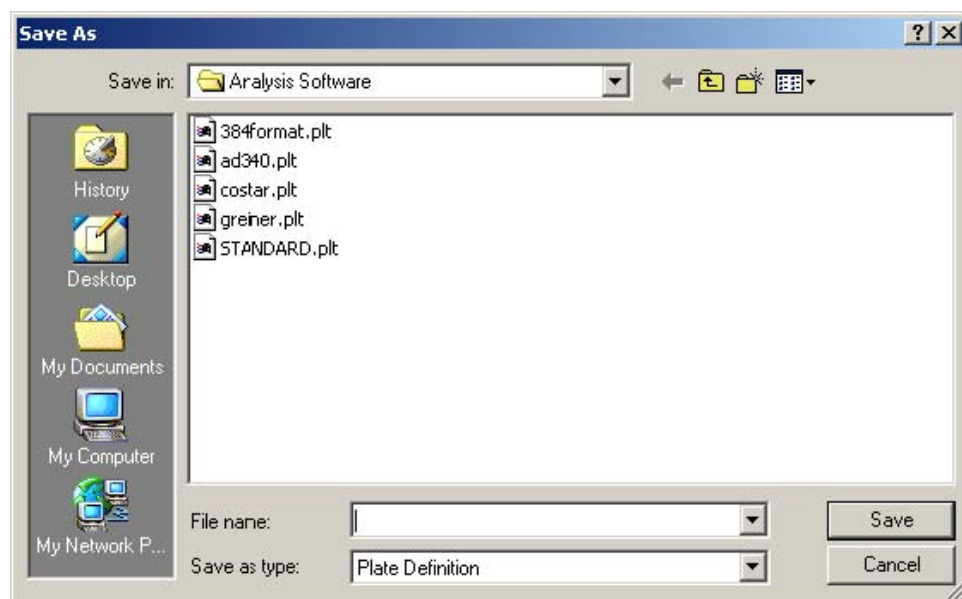 Save As
Save in: Aralysis Software
History
Desktop
My Documents
My Computer
My Network P...
384format.plt
ad340.plt
costar.plt
greiner.plt
STANDARD.plt
File name:
Save
Save as type: Plate Definition
Cancel